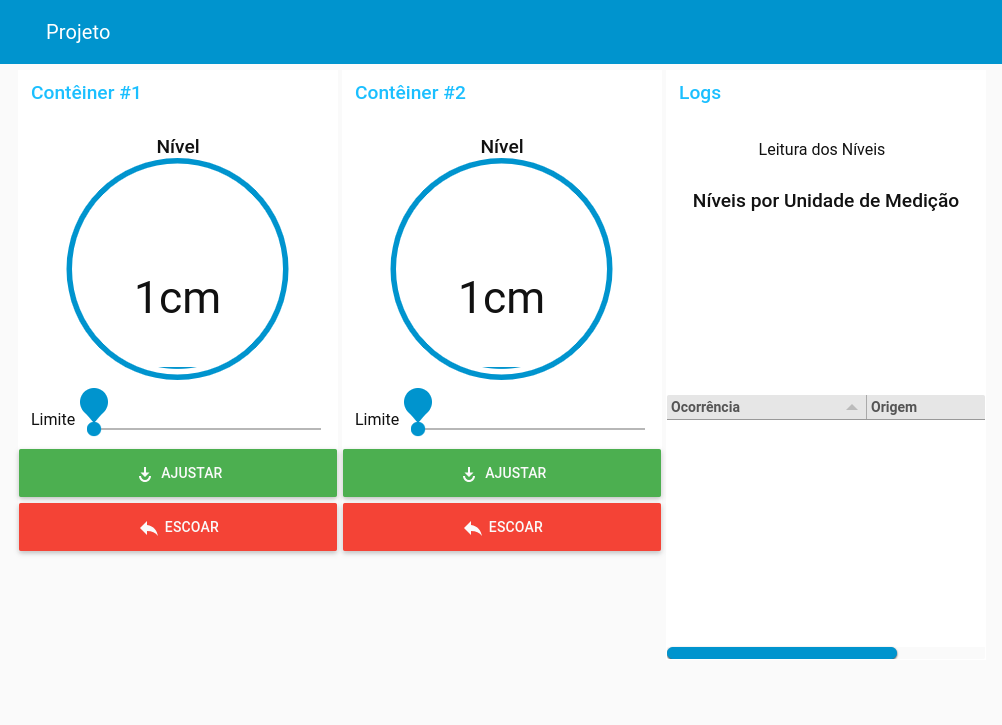 Projeto
Contêiner #1
Nível
1cm
Limite
AJUSTAR
ESCOAR
Contêiner #2
Nível
1cm
Limite
AJUSTAR
ESCOAR
Logs
Leitura dos Níveis
Níveis por Unidade de Medição
Ocorrência Origem